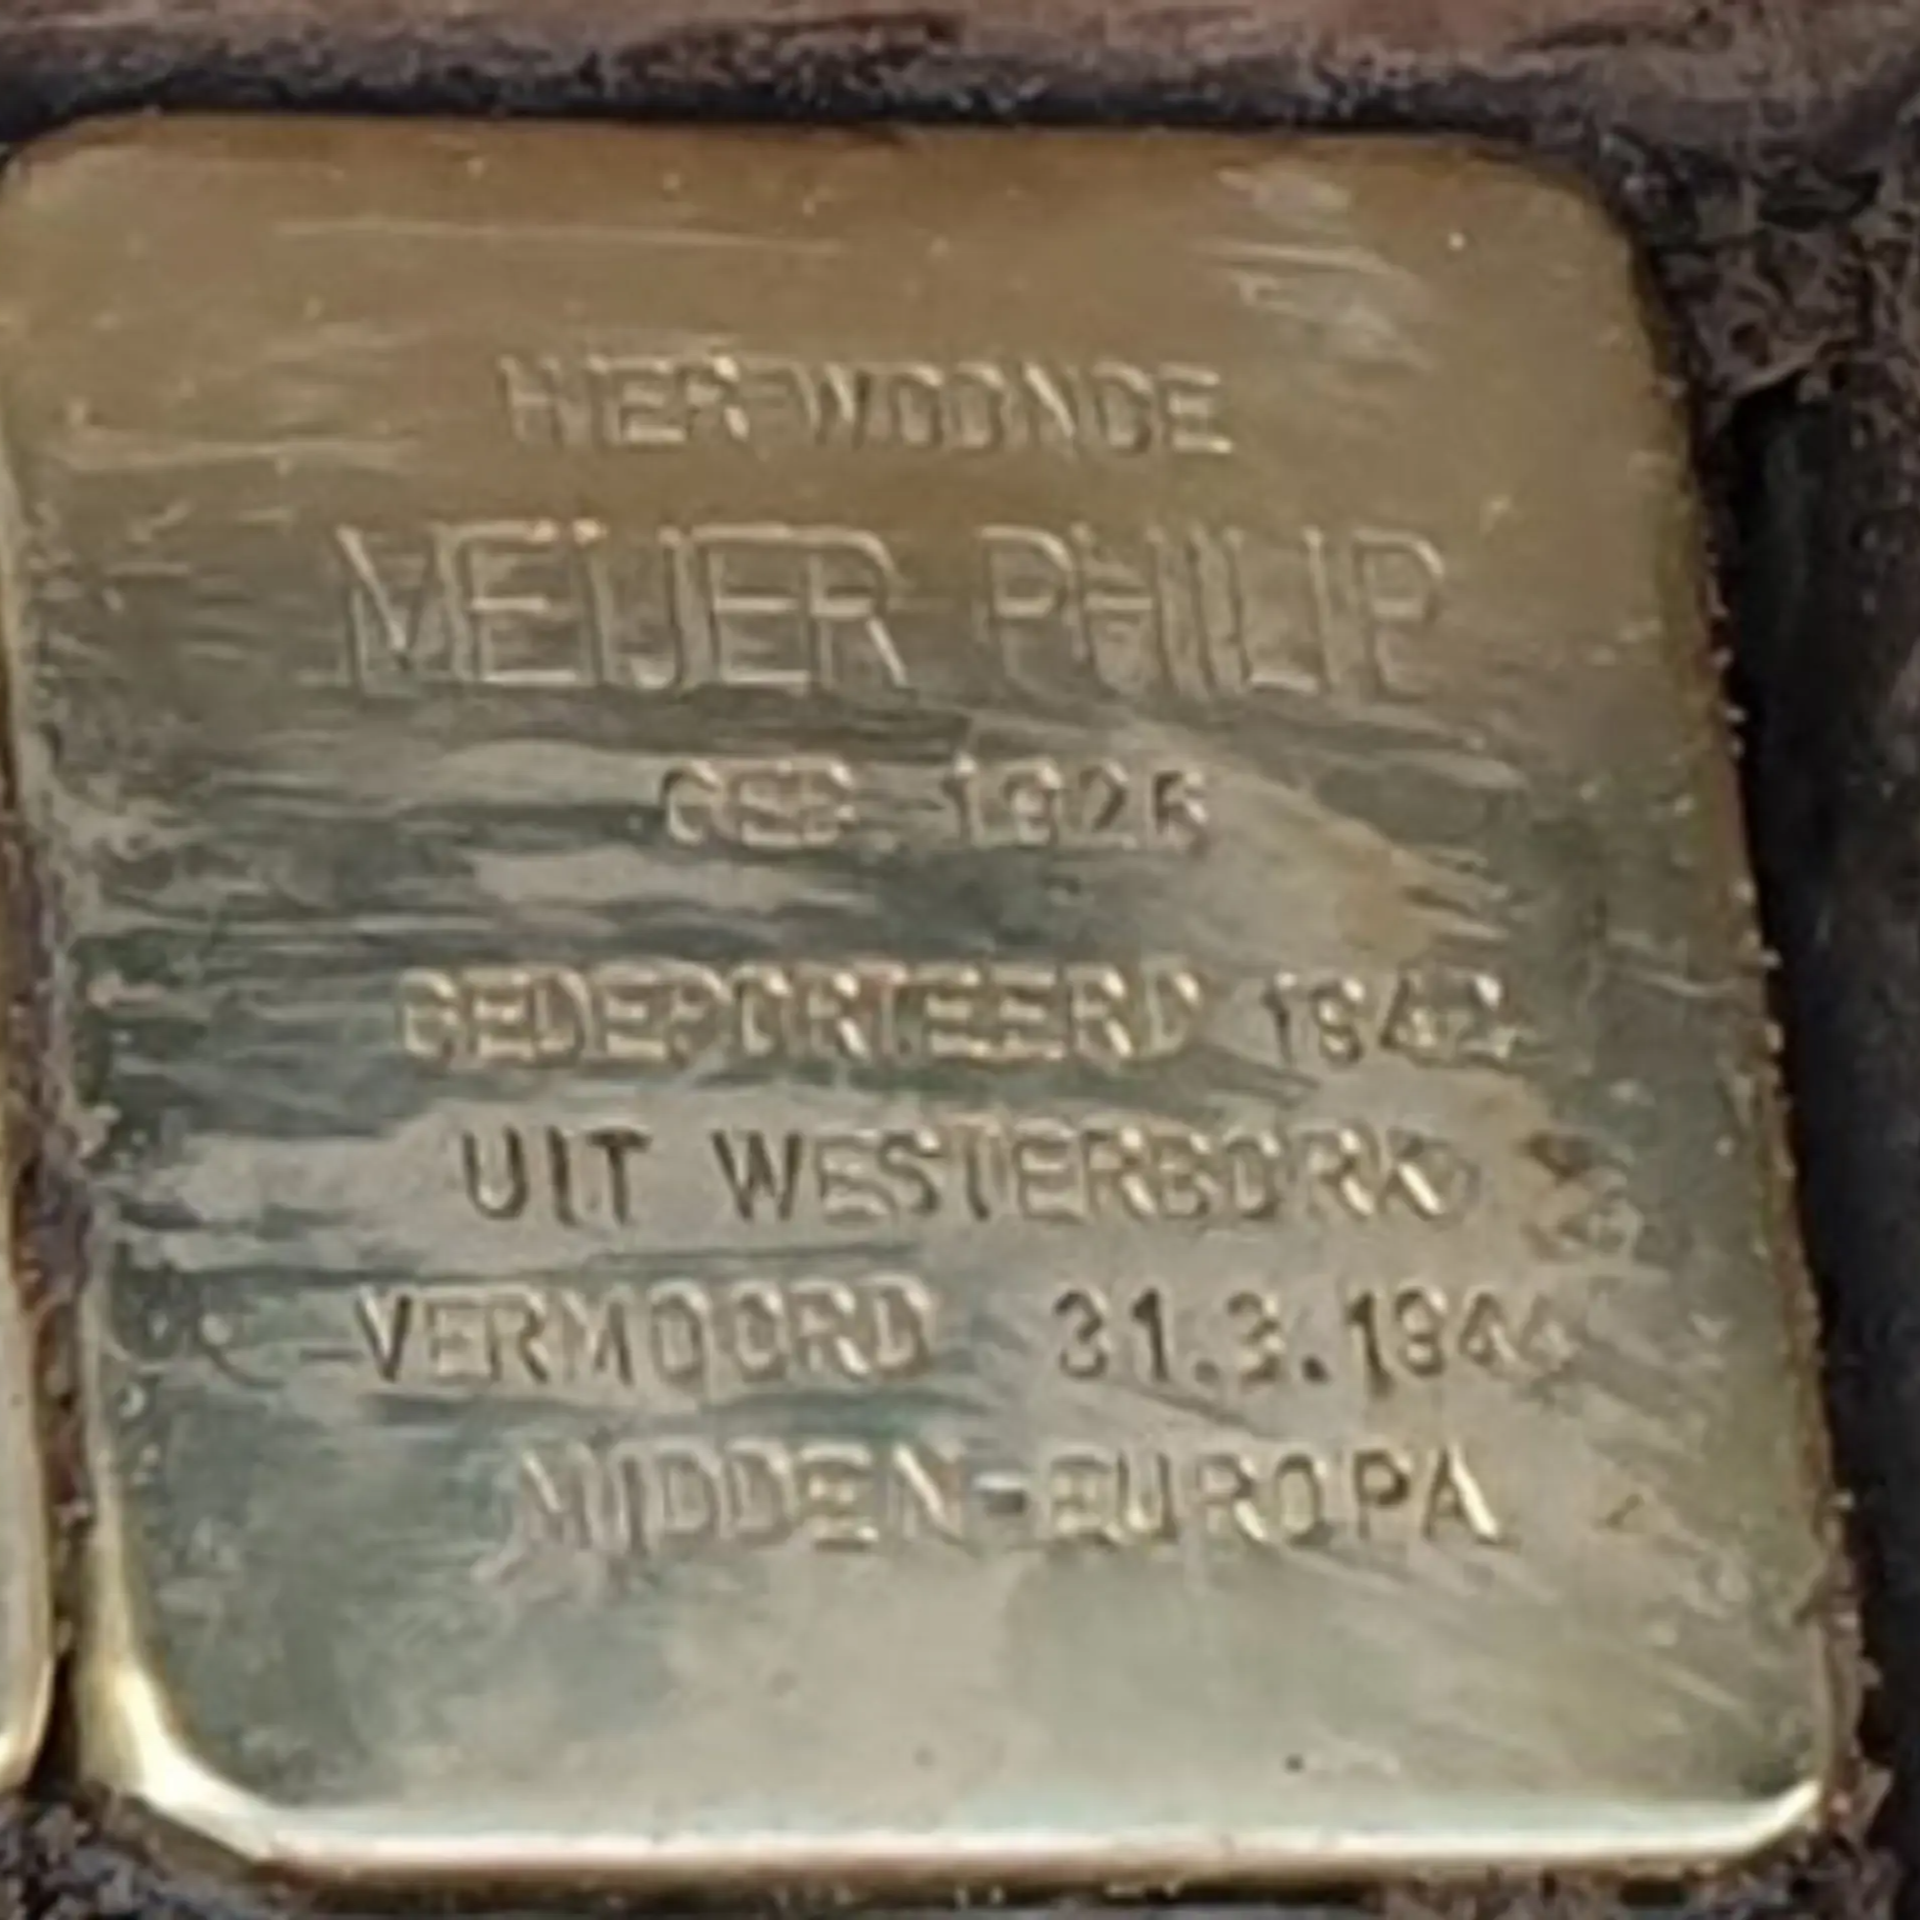 HIER WOONDE
MEIJER PHILIP
GEB. 1926
GEDEPORTEERD 1942
UIT WESTERBORK
VERMOORD 31.3.1944
MIDDEN-EUROPA